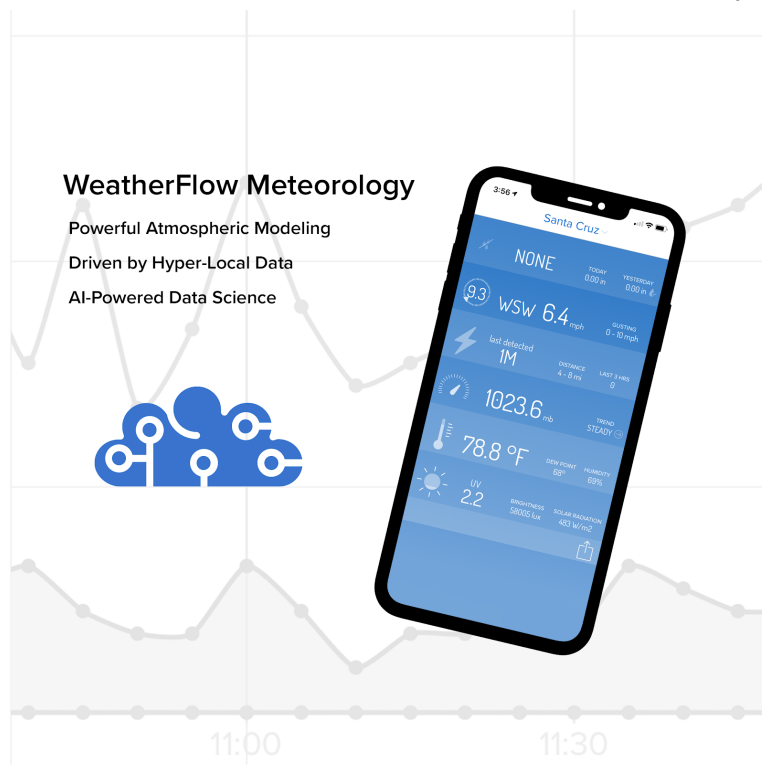 WeatherFlow Meteorology
Powerful Atmospheric Modeling
Driven by Hyper-Local Data
AI-Powered Data Science
3:56
Santa Cruz
NONE
TODAY
0.00 in
YESTERDAY
0.00 in
9.3
WSW 6.4 mph
GUSTING
0 - 10 mph
last detected
1M
DISTANCE
4 - 8 mi
LAST 3 HRS
0
1023.6 mb
TREND
STEADY
78.8 °F
DEW POINT
68°
HUMIDITY
69%
UV
2.2
BRIGHTNESS
58005 lux
SOLAR RADIATION
483 W/m2
11:00 11:30